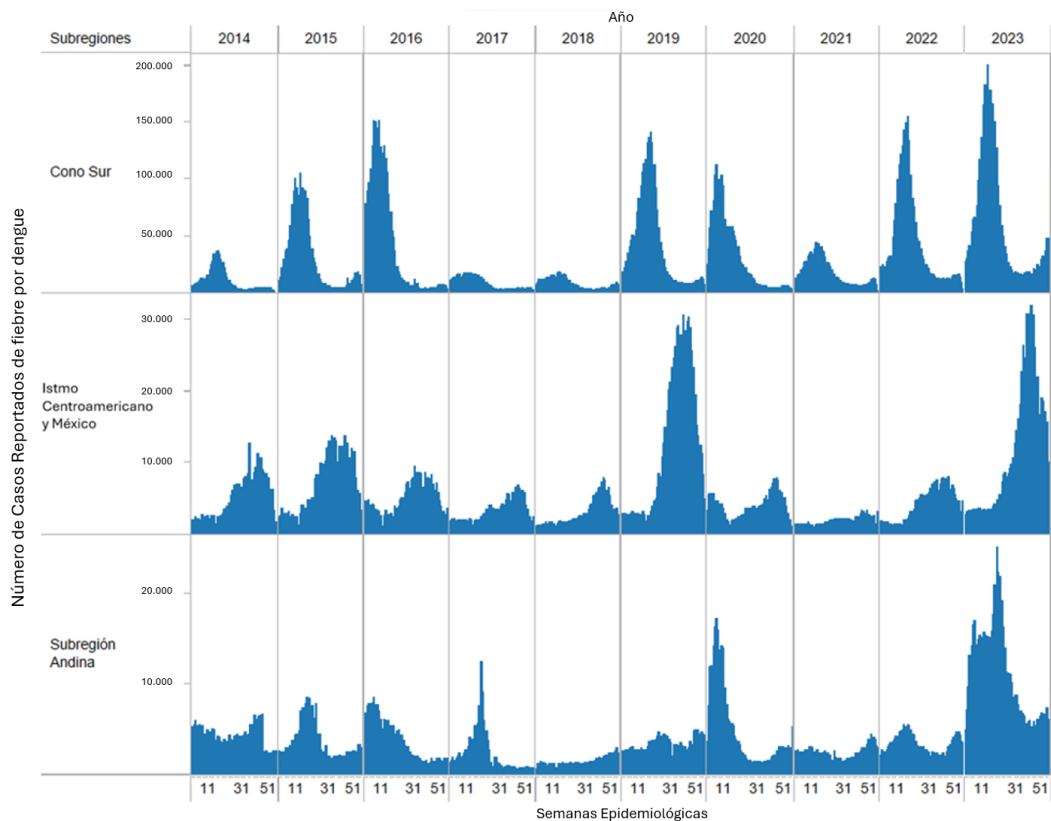 Año
Subregiones 2014 2015 2016 2017 2018 2019 2020 2021 2022 2023
Número de Casos Reportados de fiebre por dengue
Cono Sur
200.000
150.000
100.000
50.000
Istmo
Centroamericano
y México
30.000
20.000
10.000
Subregión
Andina
20.000
10.000
11 31 51 11 31 51 11 31 51 11 31 51 11 31 51 11 31 51 11 31 51 11 31 51 11 31 51 11 31 51
Semanas Epidemiológicas